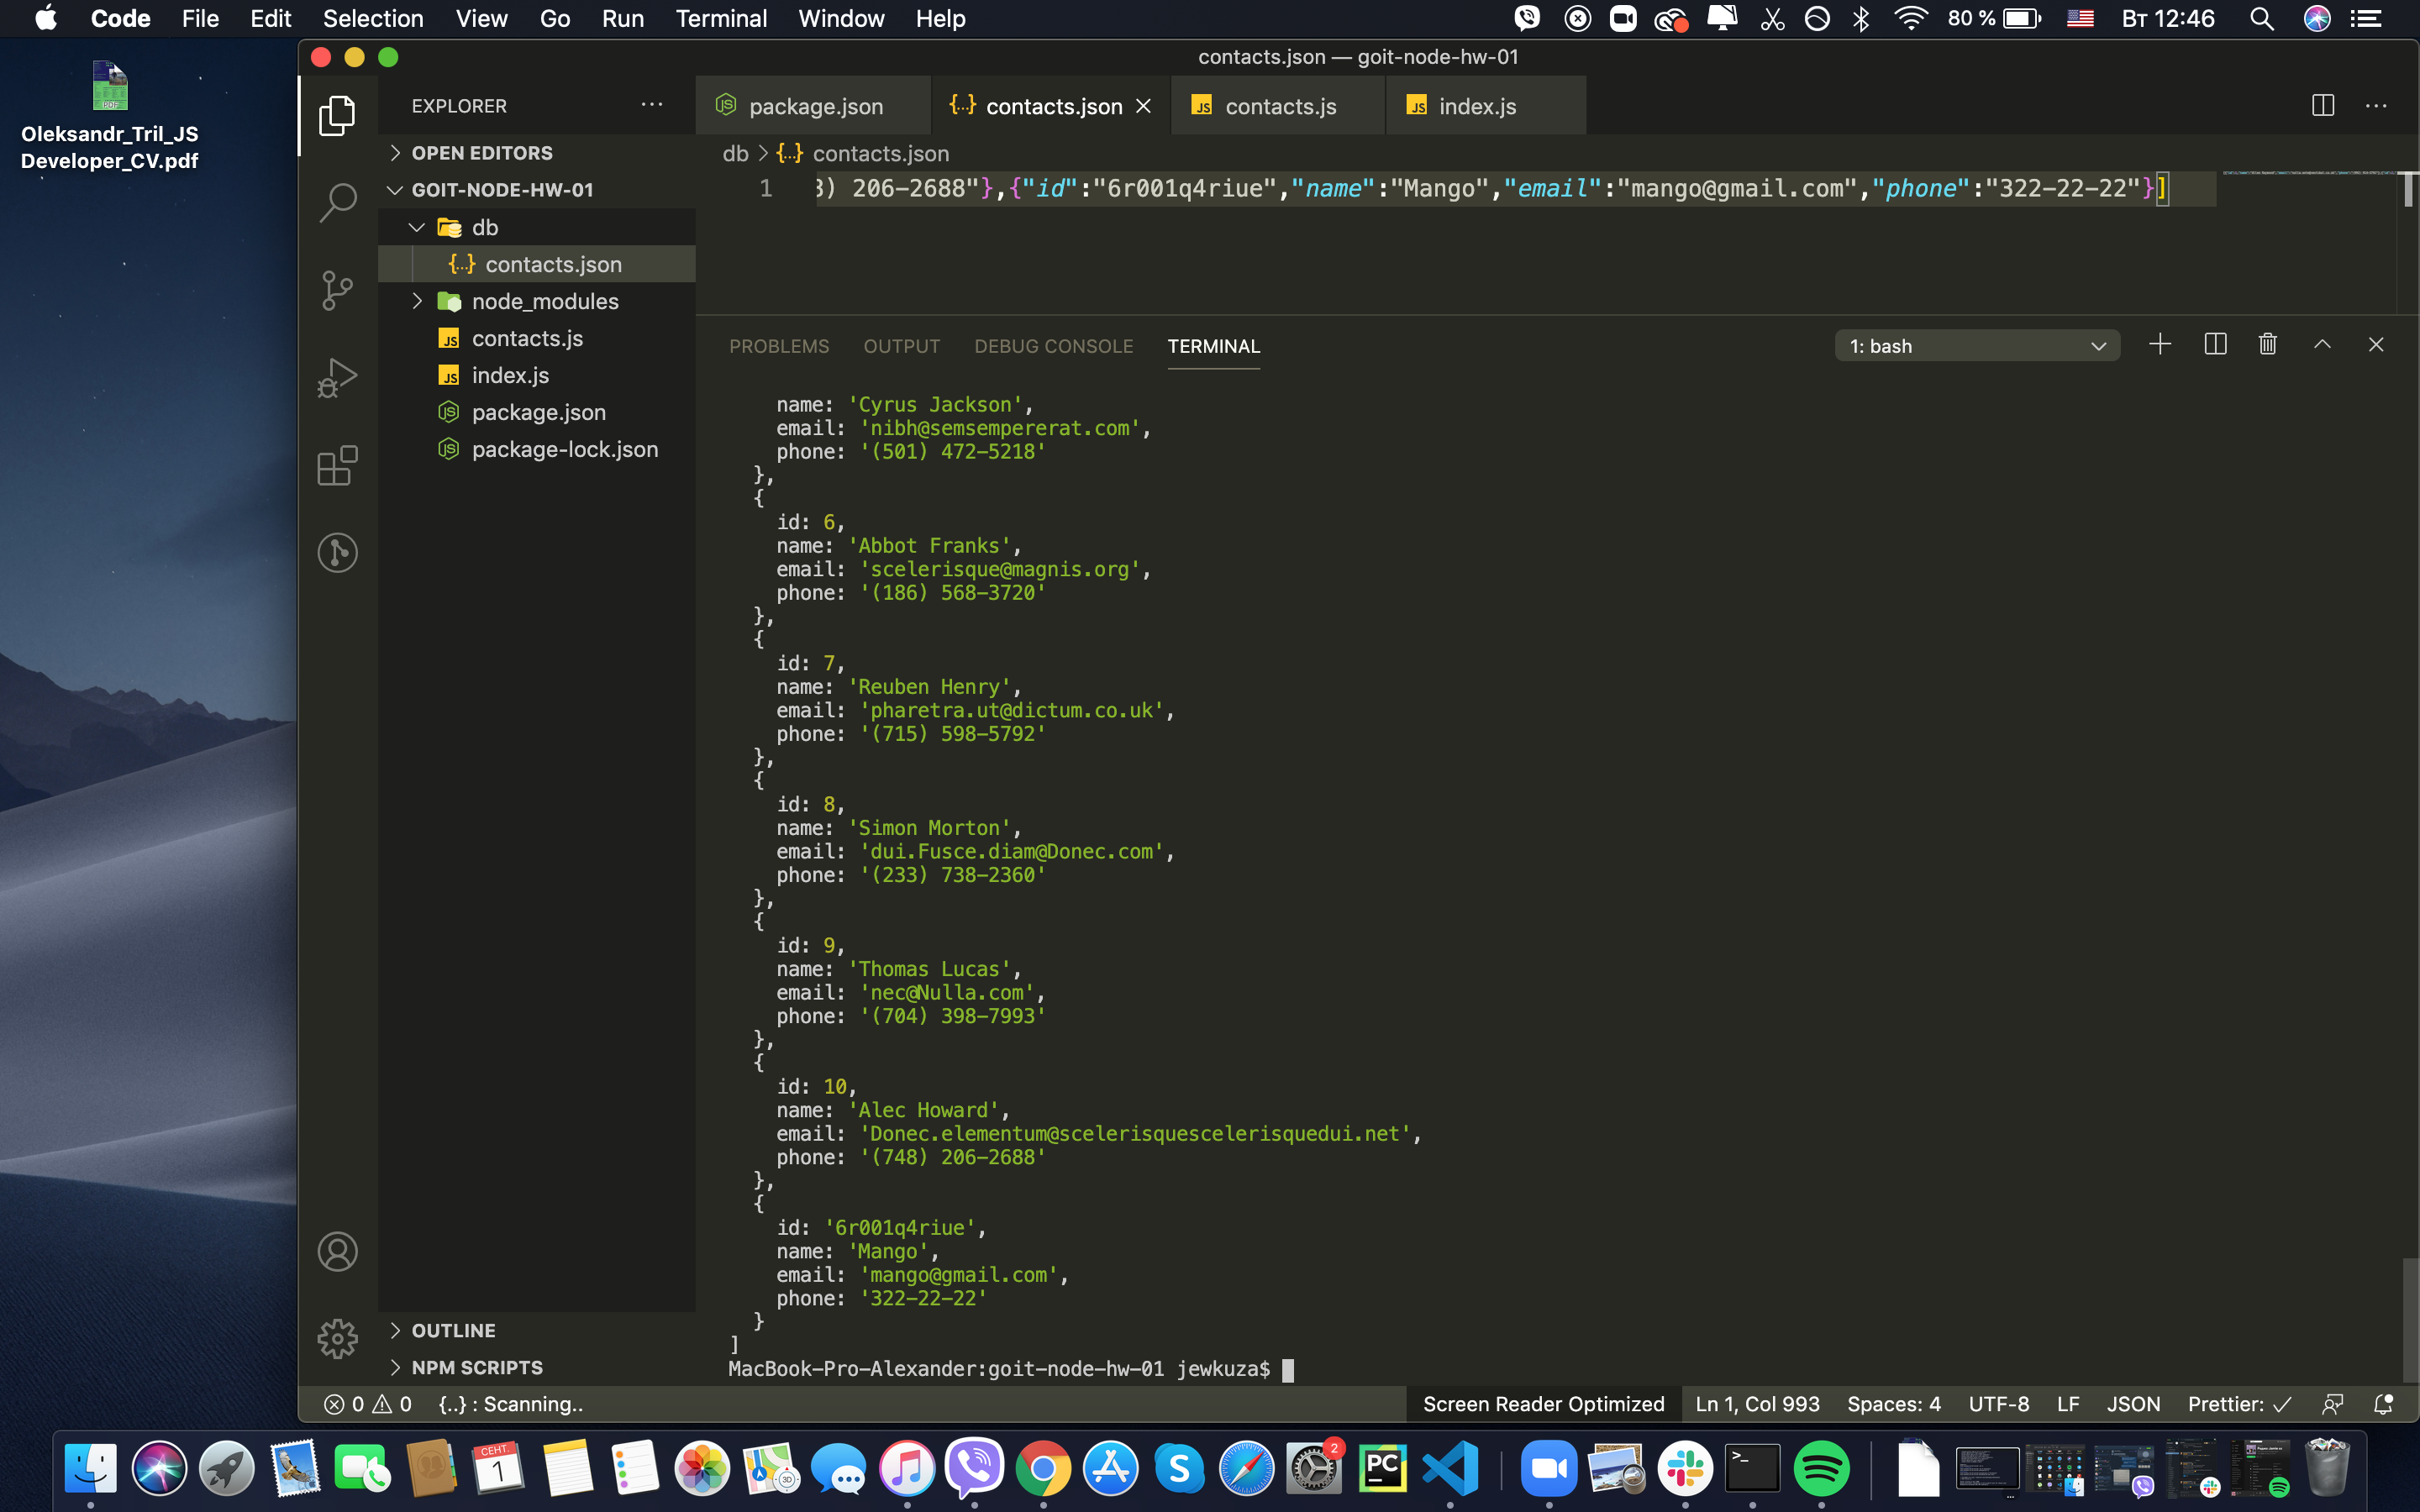 Code File Edit Selection View Go Run Terminal Window Help 80 % Вт 12:46
Oleksandr_Tril_JS
Developer_CV.pdf
PDF
contacts.json — goit-node-hw-01
EXPLORER
package.json contacts.json contacts.js index.js
OPEN EDITORS
GOIT-NODE-HW-01
db
contacts.json
node_modules
contacts.js
index.js
package.json
package-lock.json
OUTLINE
NPM SCRIPTS
db > {..} contacts.json
1 3) 206-2688"},{"id":"6r001q4riue","name":"Mango","email":"mango@gmail.com","phone":"322-22-22"}]
PROBLEMS OUTPUT DEBUG CONSOLE TERMINAL 1: bash
name: 'Cyrus Jackson',
email: 'nibh@semsempererat.com',
phone: '(501) 472-5218'
},
{
id: 6,
name: 'Abbot Franks',
email: 'scelerisque@magnis.org',
phone: '(186) 568-3720'
},
{
id: 7,
name: 'Reuben Henry',
email: 'pharetra.ut@dictum.co.uk',
phone: '(715) 598-5792'
},
{
id: 8,
name: 'Simon Morton',
email: 'dui.Fusce.diam@Donec.com',
phone: '(233) 738-2360'
},
{
id: 9,
name: 'Thomas Lucas',
email: 'nec@Nulla.com',
phone: '(704) 398-7993'
},
{
id: 10,
name: 'Alec Howard',
email: 'Donec.elementum@scelerisquescelerisquedui.net',
phone: '(748) 206-2688'
},
{
id: '6r001q4riue',
name: 'Mango',
email: 'mango@gmail.com',
phone: '322-22-22'
}
]
MacBook-Pro-Alexander:goit-node-hw-01 jewkuza$
0 0 {..} : Scanning.. Screen Reader Optimized Ln 1, Col 993 Spaces: 4 UTF-8 LF JSON Prettier: ✓
СЕНТ.
1
3D
2
PC